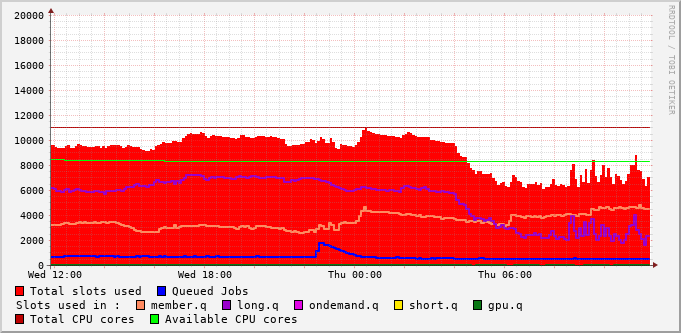 20000
18000
16000
14000
12000
10000
8000
6000
4000
2000
0
Wed 12:00 Wed 18:00 Thu 00:00 Thu 06:00
Total slots used Queued Jobs
Slots used in : member.q long.q ondemand.q short.q gpu.q
Total CPU cores Available CPU cores
RRDTOOL / TOBI OETIKER